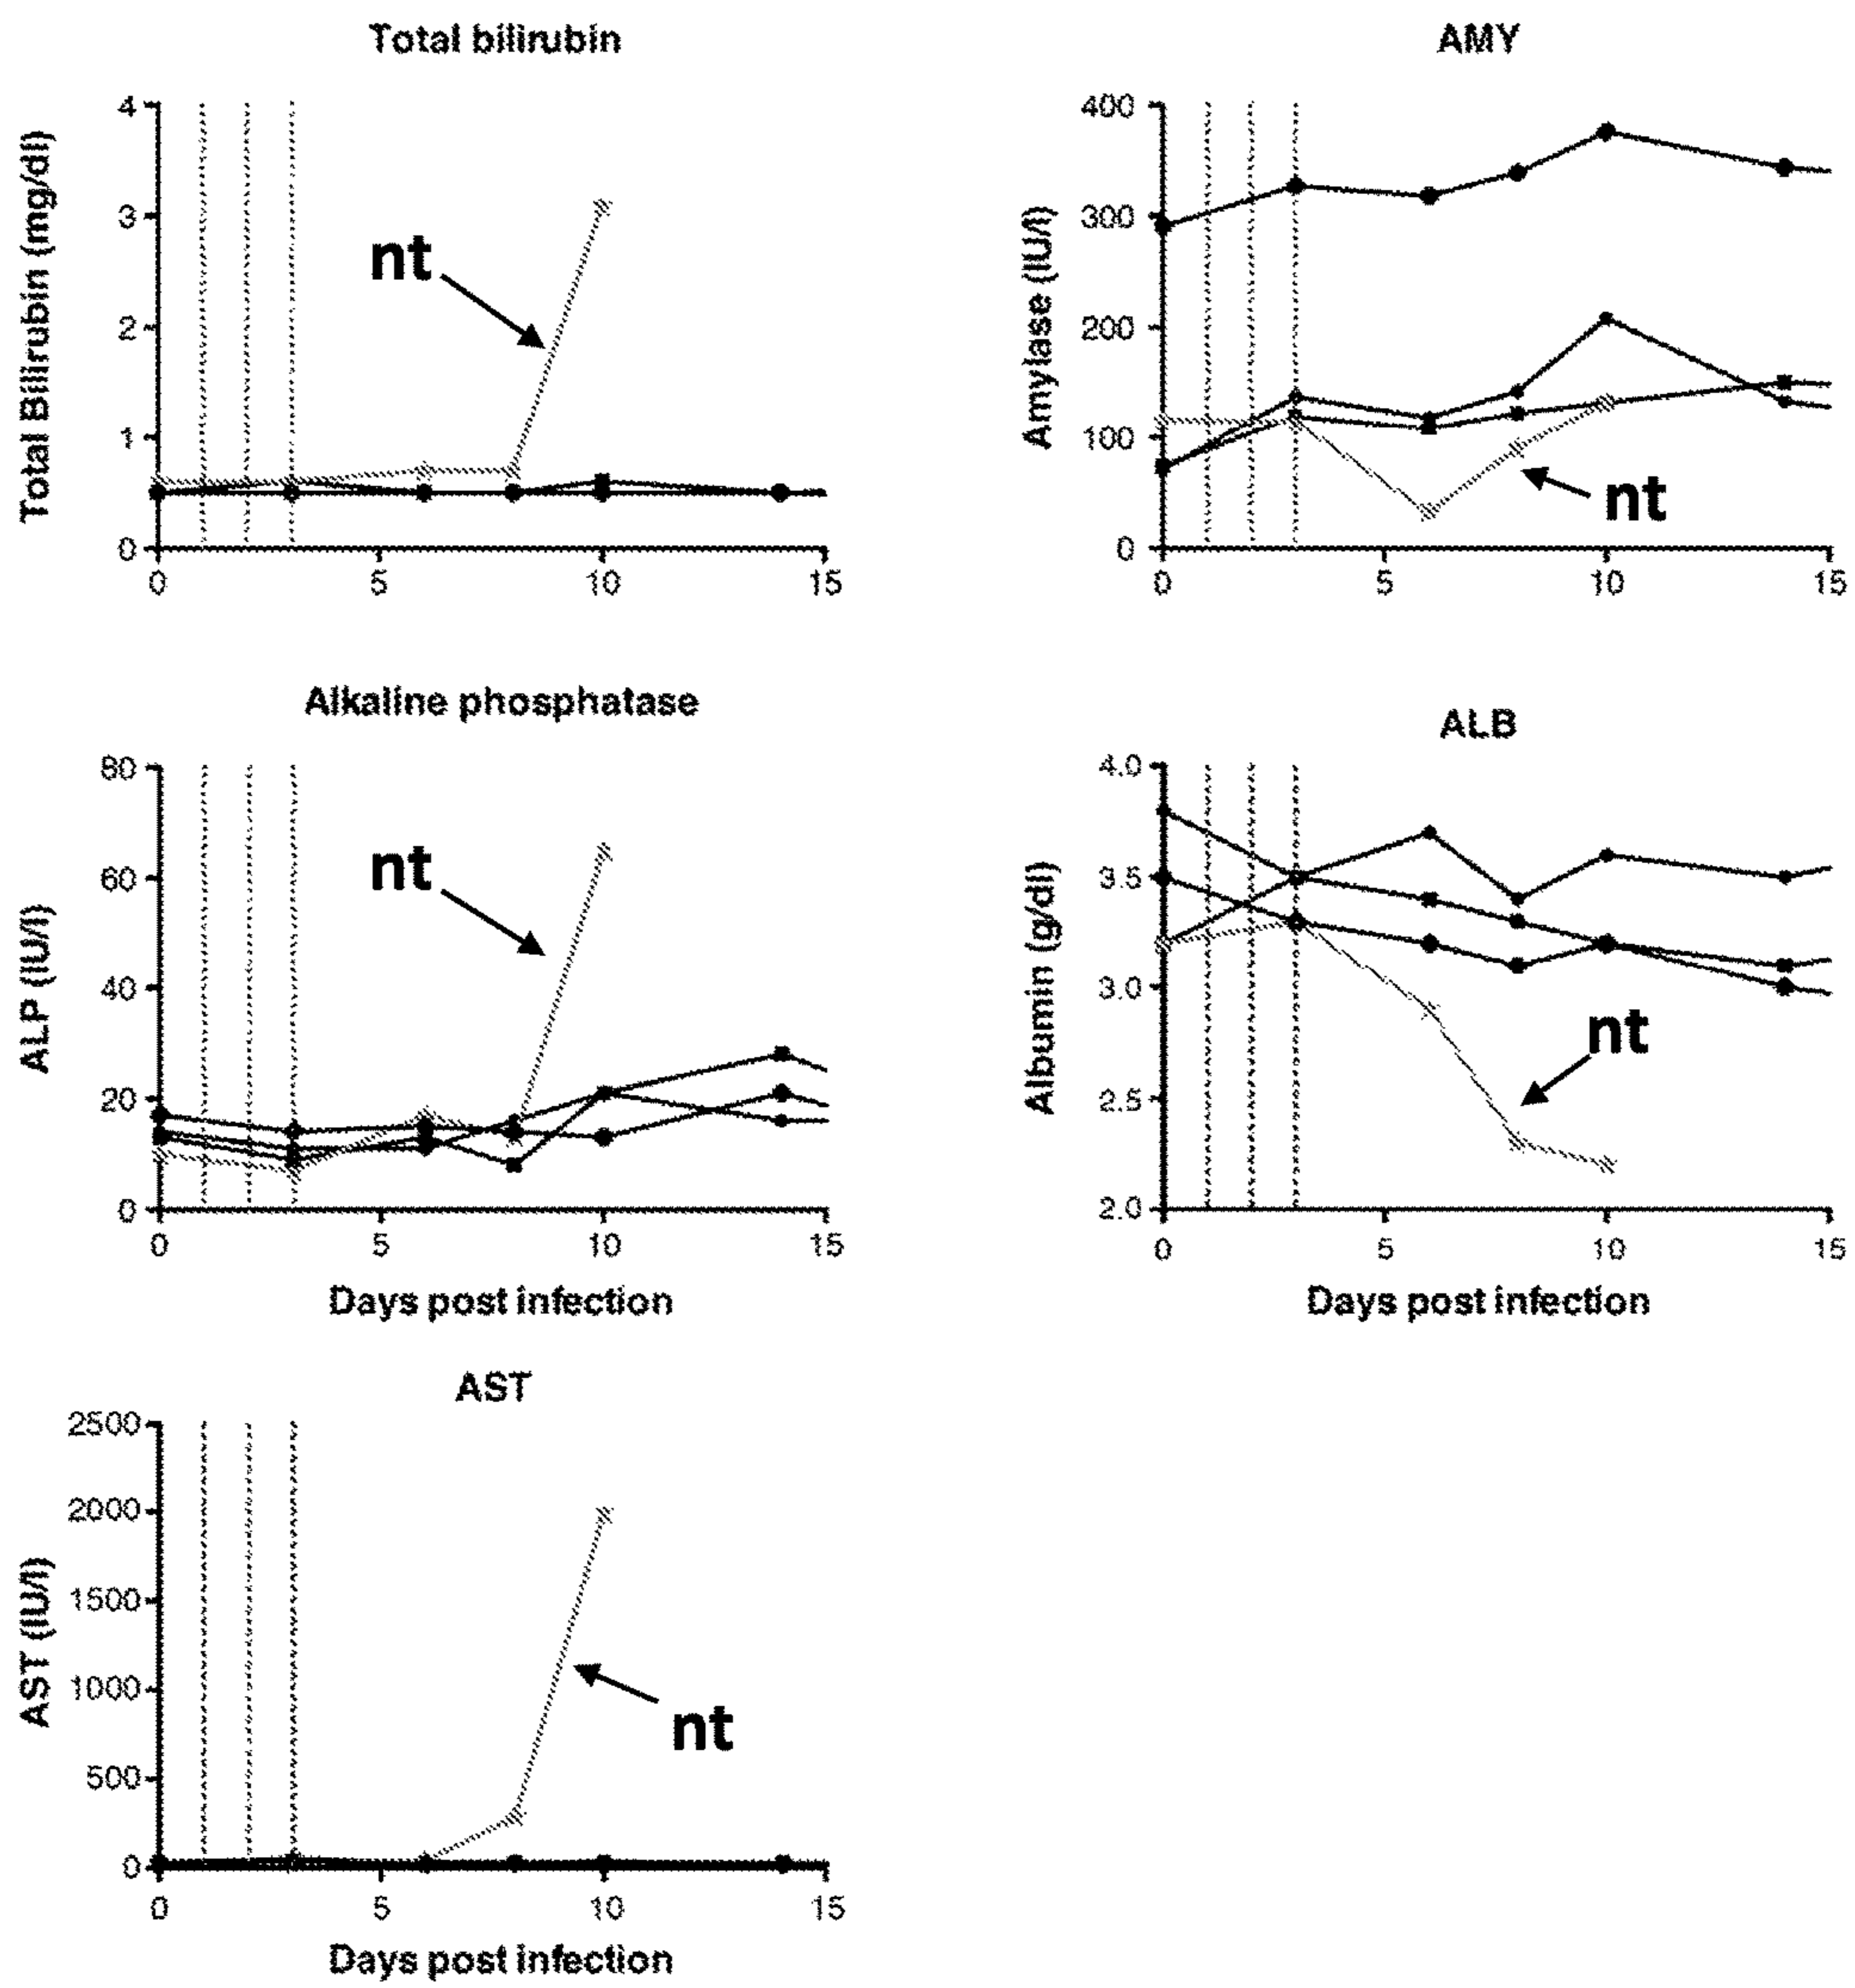 Total bilirubin
Total Bilirubin (mg/dl)
4
3
2
1
0
0 5 10 15
nt
AMY
Amylase (IU/l)
400
300
200
100
0
0 5 10 15
nt
Alkaline phosphatase
ALP (IU/l)
80
60
40
20
0
0 5 10 15
Days post infection
nt
ALB
Albumin (g/dl)
4.0
3.5
3.0
2.5
2.0
0 5 10 15
Days post infection
nt
AST
AST (IU/l)
2500
2000
1500
1000
500
0
0 5 10 15
Days post infection
nt